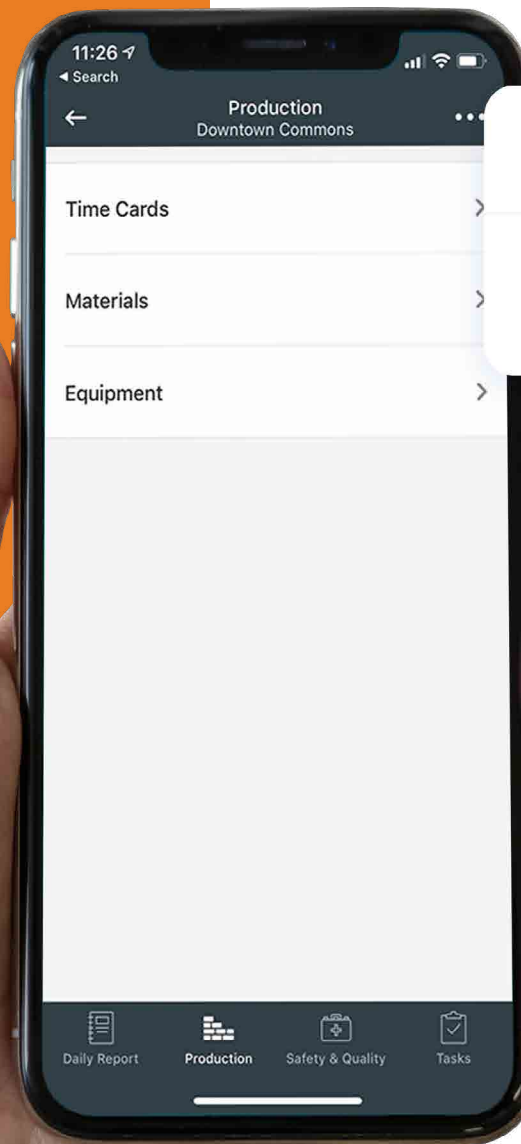 11:26
Search
Production
Downtown Commons
Time Cards
Materials
Equipment
Daily Report
Production
Safety & Quality
Tasks